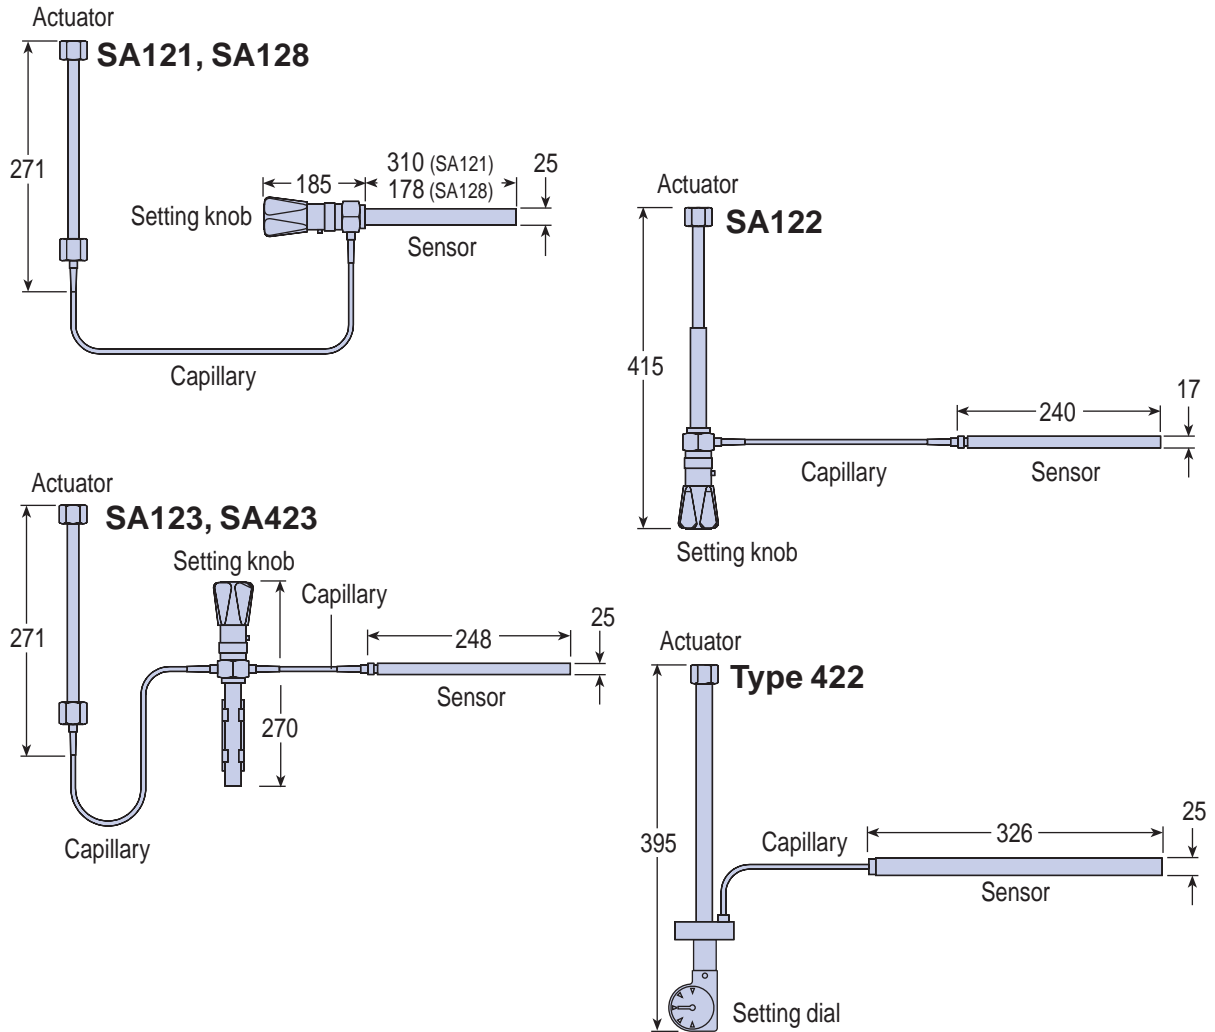 Actuator
SA121, SA128
271
185
310 (SA121)
178 (SA128)
25
Setting knob
Sensor
Capillary
Actuator
SA122
415
240
17
Capillary
Sensor
Setting knob
Actuator
SA123, SA423
Setting knob
Capillary
271
248
25
Sensor
270
Capillary
Actuator
Type 422
395
Capillary
326
25
Sensor
Setting dial